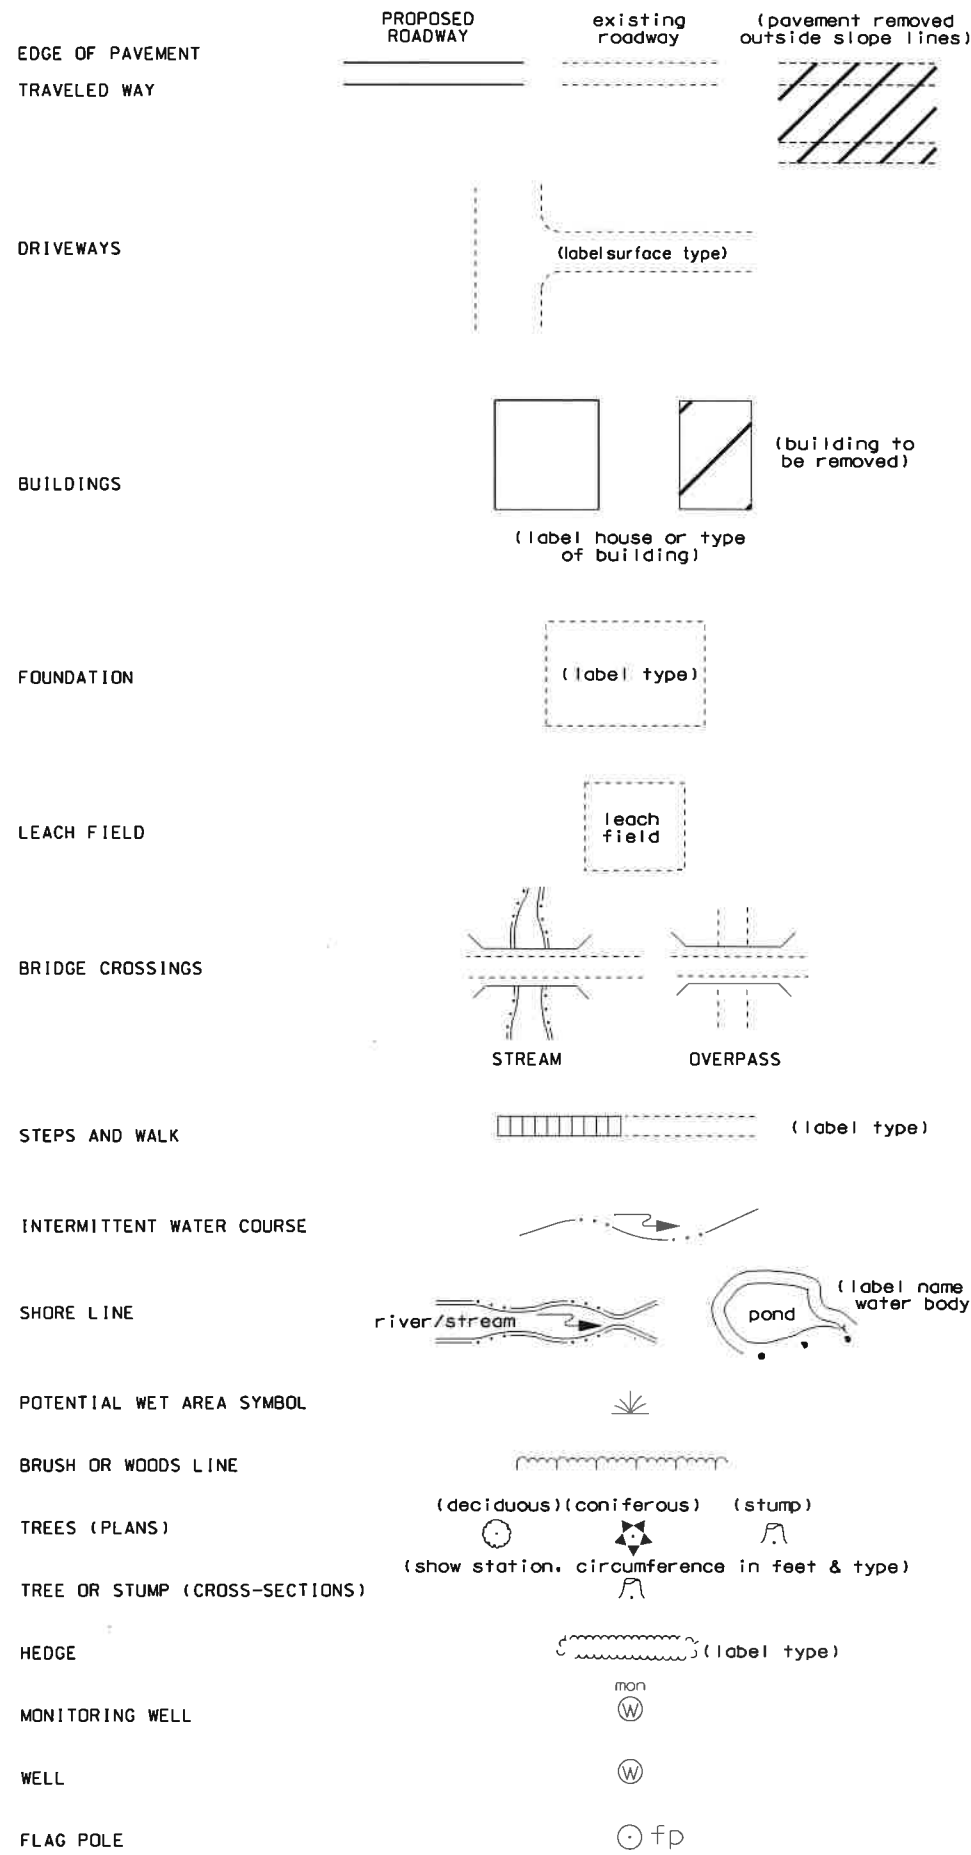 PROPOSED
ROADWAY
existing
roadway
(pavement removed
outside slope lines)
EDGE OF PAVEMENT
TRAVELED WAY
DRIVEWAYS
(label surface type)
BUILDINGS
(building to
be removed)
(label house or type
of building)
FOUNDATION
(label type)
LEACH FIELD
leach
field
BRIDGE CROSSINGS
STREAM
OVERPASS
STEPS AND WALK
(label type)
INTERMITTENT WATER COURSE
SHORE LINE
river/stream
pond
(label name
water body
POTENTIAL WET AREA SYMBOL
BRUSH OR WOODS LINE
(deciduous) (coniferous) (stump)
TREES (PLANS)
(show station, circumference in feet & type)
TREE OR STUMP (CROSS-SECTIONS)
HEDGE
(label type)
mon
MONITORING WELL
W
WELL
W
FLAG POLE
fp